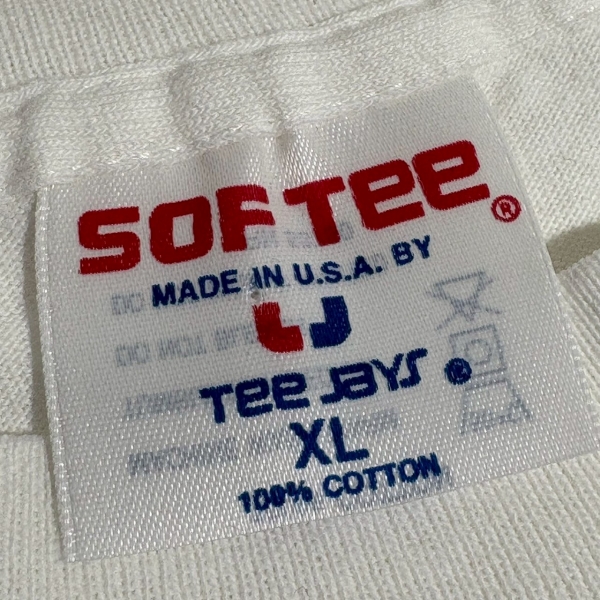 SOFTEE®
MADE IN U.S.A. BY
TEE JAYS®
XL
100% COTTON